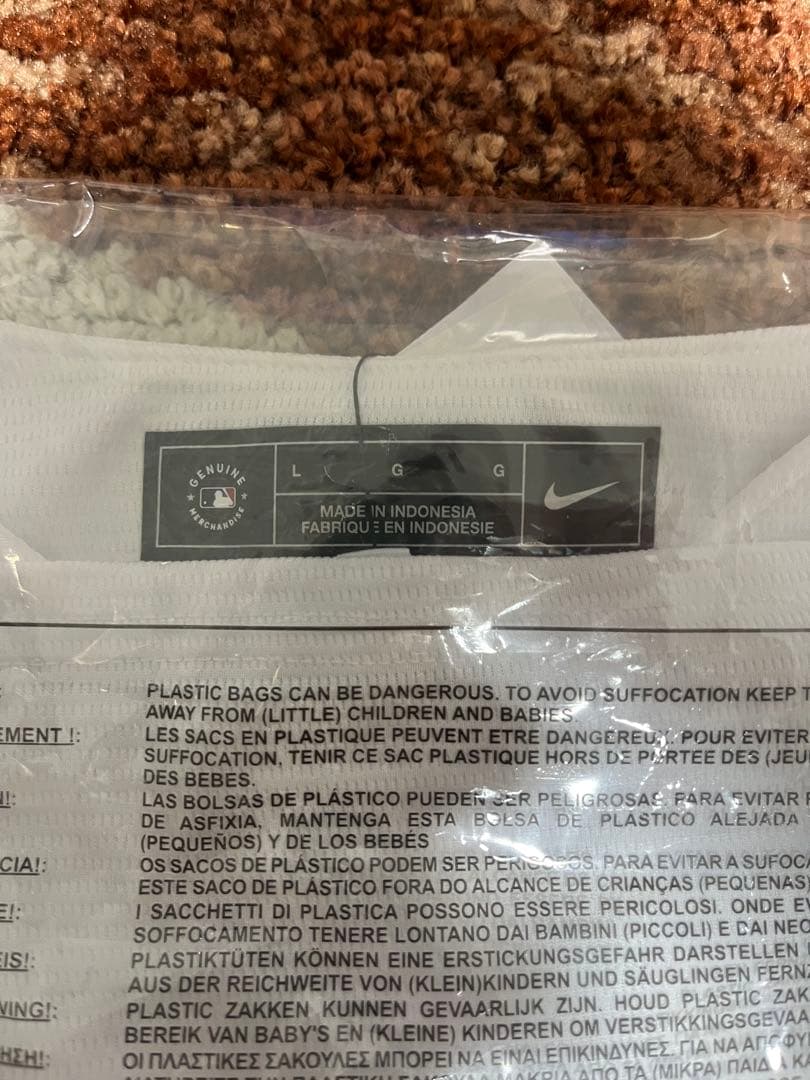 GENUINE
MERCHANDISE
L G G
MADE IN INDONESIA
FABRIQUE EN INDONESIE
PLASTIC BAGS CAN BE DANGEROUS. TO AVOID SUFFOCATION KEEP T
AWAY FROM (LITTLE) CHILDREN AND BABIES.
EMENT !: LES SACS EN PLASTIQUE PEUVENT ETRE DANGEREUX. POUR EVITER
SUFFOCATION, TENIR CE SAC PLASTIQUE HORS DE PORTEE DES (JEU
DES BEBES.
N!: LAS BOLSAS DE PLÁSTICO PUEDEN SER PELIGROSAS. PARA EVITAR
DE ASFIXIA, MANTENGA ESTA BOLSA DE PLASTICO ALEJADA
(PEQUEÑOS) Y DE LOS BEBÉS
CIA!: OS SACOS DE PLÁSTICO PODEM SER PERIGOSOS. PARA EVITAR A SUFOCA
ESTE SACO DE PLÁSTICO FORA DO ALCANCE DE CRIANÇAS (PEQUENAS)
E!: I SACCHETTI DI PLASTICA POSSONO ESSERE PERICOLOSI. ONDE EV
SOFFOCAMENTO TENERE LONTANO DAI BAMBINI (PICCOLI) E DAI NEO
EIS!: PLASTIKTÜTEN KÖNNEN EINE ERSTICKUNGSGEFAHR DARSTELLEN
AUS DER REICHWEITE VON (KLEIN)KINDERN UND SÄUGLINGEN FERN
WING!: PLASTIC ZAKKEN KUNNEN GEVAARLIJK ZIJN. HOUD PLASTIC ZAK
BEREIK VAN BABY'S EN (KLEINE) KINDEREN OM VERSTIKKINGSGEVAA
ΗΣΗ!: ΟΙ ΠΛΑΣΤΙΚΕΣ ΣΑΚΟΥΛΕΣ ΜΠΟΡΕΙ ΝΑ ΕΙΝΑΙ ΕΠΙΚΙΝΔΥΝΕΣ. ΓΙΑ ΝΑ ΑΠΟΦΥ
ΑΠΟ ΤΑ (ΜΙΚΡΑ)